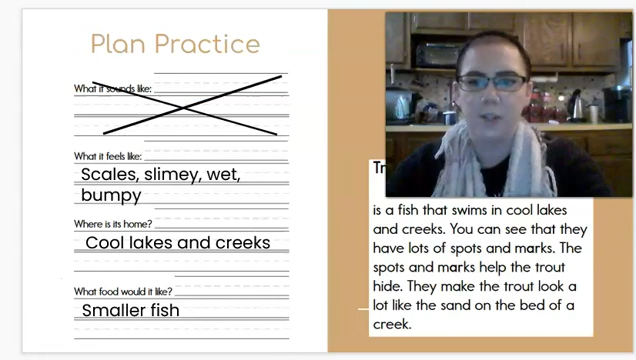 Plan Practice
What it sounds like:
What it feels like:
Scales, slimey, wet,
bumpy
Where is its home?
Cool lakes and creeks
What food would it like?
Smaller fish
is a fish that swims in cool lakes
and creeks. You can see that they
have lots of spots and marks. The
spots and marks help the trout
hide. They make the trout look a
lot like the sand on the bed of a
creek.